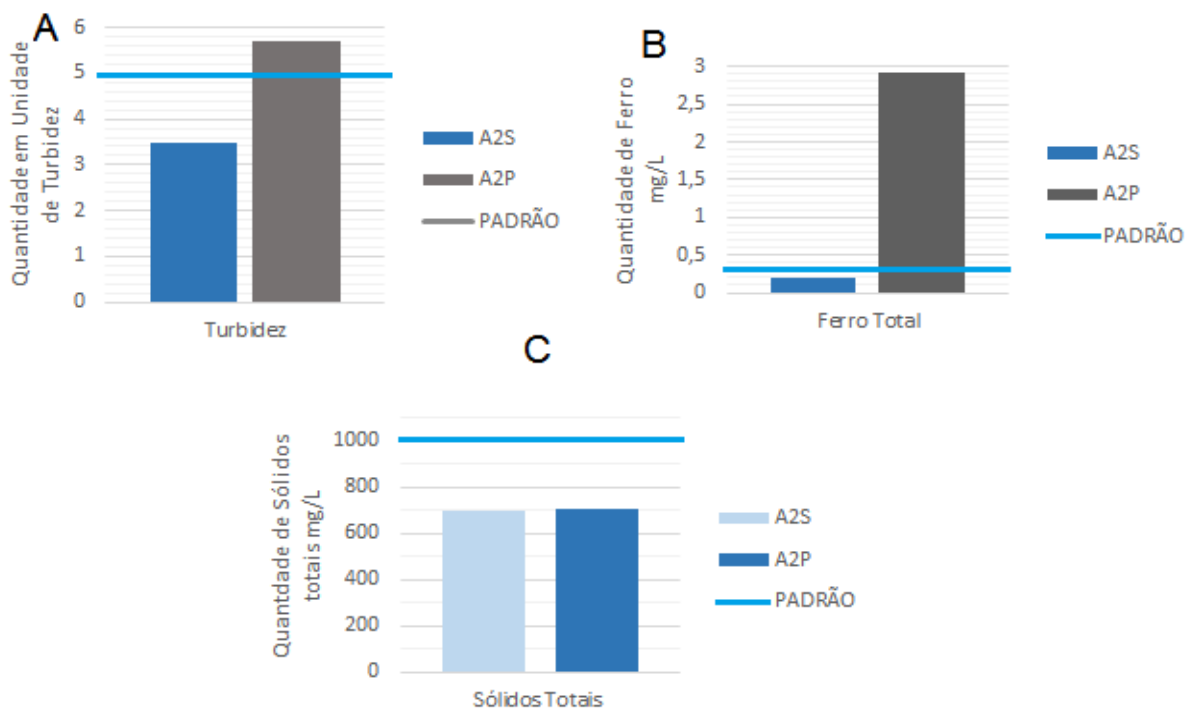 A
Quantidade em Unidade
de Turbidez
6
5
4
3
2
1
0
Turbidez
A2S
A2P
PADRÃO
B
Quantidade de Ferro
mg/L
3
2,5
2
1,5
1
0,5
0
Ferro Total
A2S
A2P
PADRÃO
C
Quantdade de Sólidos
totais mg/L
1000
800
600
400
200
0
Sólidos Totais
A2S
A2P
PADRÃO